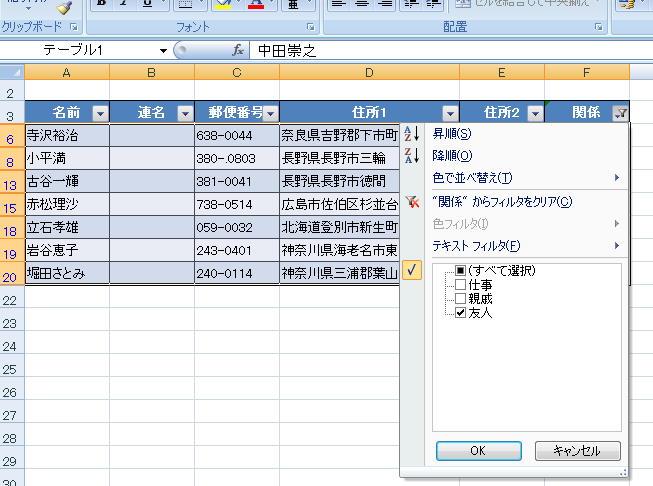 クリップボード フォント 配置
テーブル1 fx 中田崇之
A B C D E F
2
3 名前 連名 郵便番号 住所1 住所2 関係
6 寺沢裕治 638-0044 奈良県吉野郡下市町
8 小平満 380-.0803 長野県長野市三輪
13 古谷一輝 381-0041 長野県長野市徳間
15 赤松理沙 738-0514 広島市佐伯区杉並台
18 立石孝雄 059-0032 北海道登別市新生町
19 岩谷恵子 243-0401 神奈川県海老名市東
20 堀田さとみ 240-0114 神奈川県三浦郡葉山
22
23
24
25
26
27
28
29
30
昇順(S)
降順(O)
色で並べ替え(T)
"関係" からフィルタをクリア(C)
色フィルタ(I)
テキスト フィルタ(F)
(すべて選択)
仕事
親戚
友人
OK キャンセル